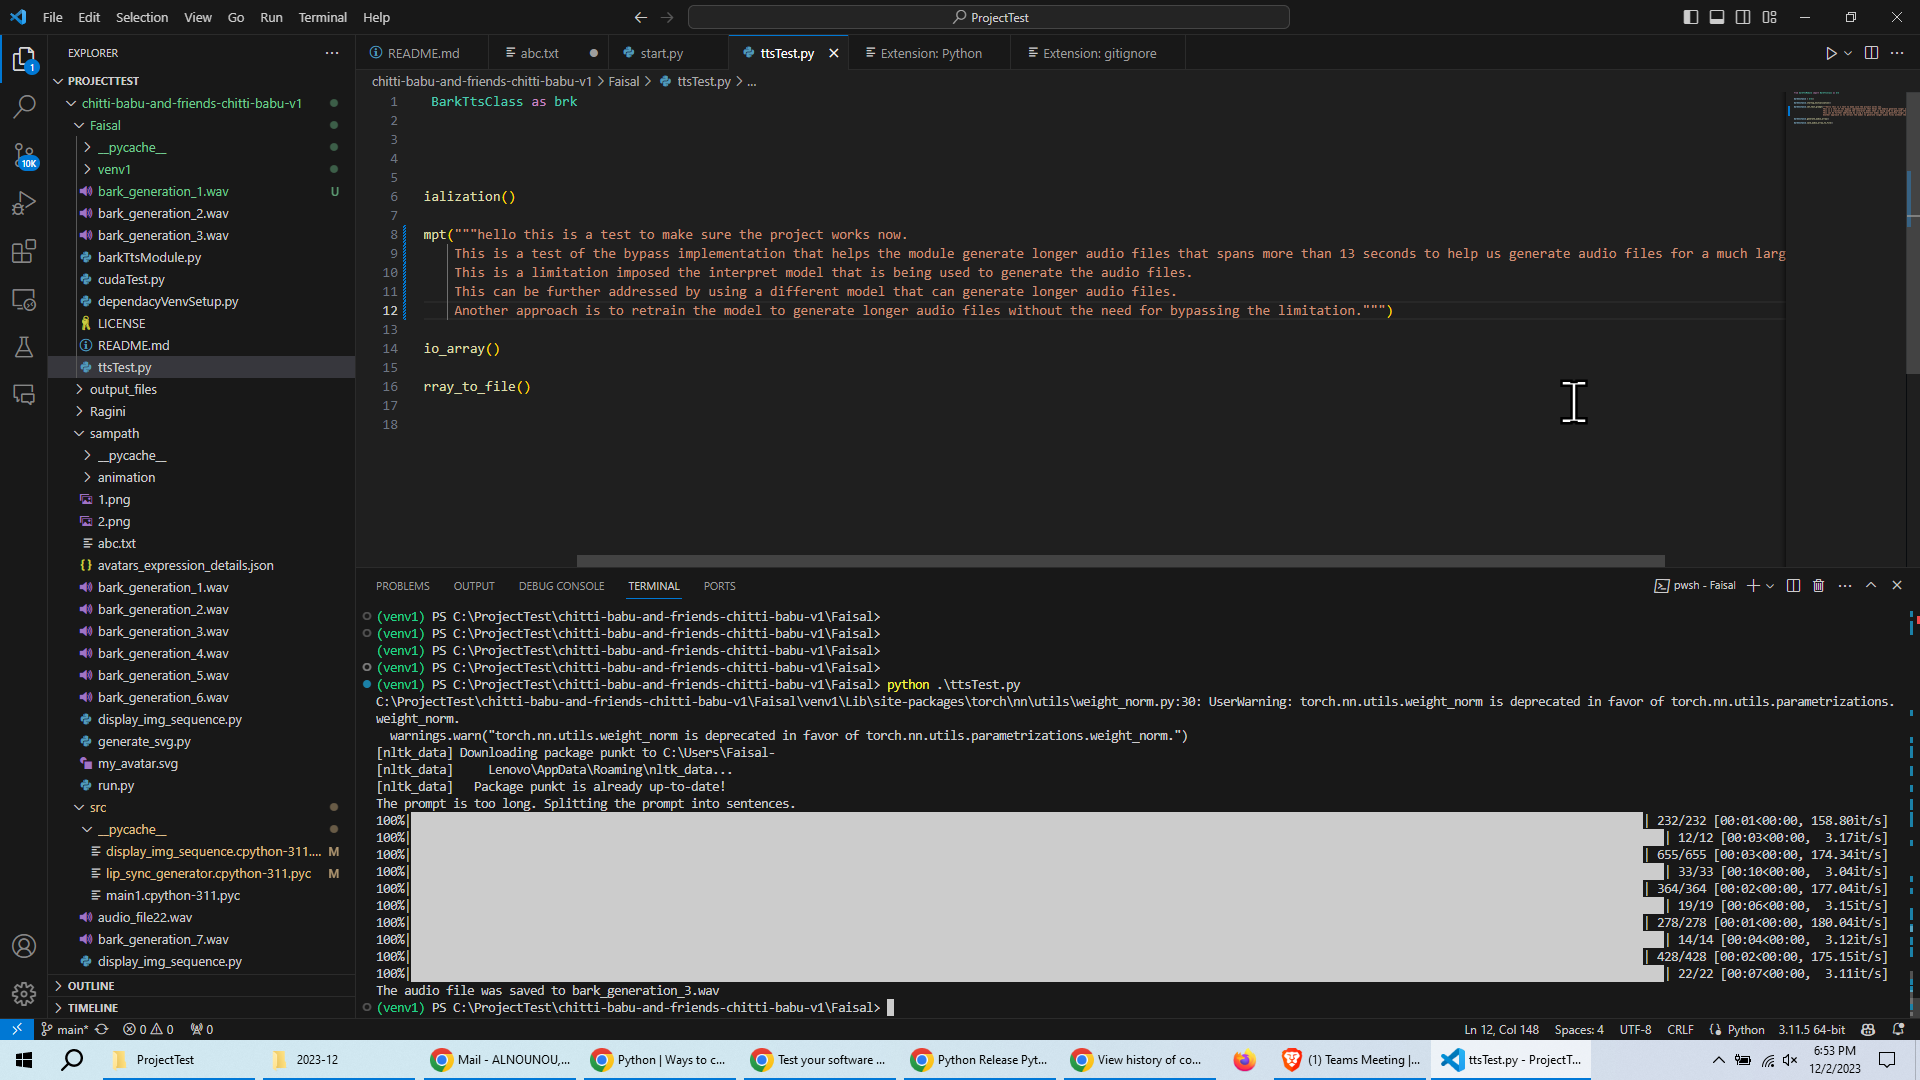 File Edit Selection View Go Run Terminal Help
ProjectTest
EXPLORER
README.md abc.txt start.py ttsTest.py Extension: Python Extension: gitignore
PROJECTTEST
chitti-babu-and-friends-chitti-babu-v1 > Faisal > ttsTest.py > ...
chitti-babu-and-friends-chitti-babu-v1
Faisal
__pycache__
venv1
bark_generation_1.wav U
bark_generation_2.wav
bark_generation_3.wav
barkTtsModule.py
cudaTest.py
dependacyVenvSetup.py
LICENSE
README.md
ttsTest.py
output_files
Ragini
sampath
__pycache__
animation
1.png
2.png
abc.txt
avatars_expression_details.json
bark_generation_1.wav
bark_generation_2.wav
bark_generation_3.wav
bark_generation_4.wav
bark_generation_5.wav
bark_generation_6.wav
display_img_sequence.py
generate_svg.py
my_avatar.svg
run.py
src
__pycache__
display_img_sequence.cpython-311.... M
lip_sync_generator.cpython-311.pyc M
main1.cpython-311.pyc
audio_file22.wav
bark_generation_7.wav
display_img_sequence.py
OUTLINE
TIMELINE
1
10K
1 BarkTtsClass as brk
2
3
4
5
6 ialization()
7
8 mpt("""hello this is a test to make sure the project works now.
9 This is a test of the bypass implementation that helps the module generate longer audio files that spans more than 13 seconds to help us generate audio files for a much larg
10 This is a limitation imposed the interpret model that is being used to generate the audio files.
11 This can be further addressed by using a different model that can generate longer audio files.
12 Another approach is to retrain the model to generate longer audio files without the need for bypassing the limitation.""")
13
14 io_array()
15
16 rray_to_file()
17
18
PROBLEMS OUTPUT DEBUG CONSOLE TERMINAL PORTS
pwsh - Faisal
(venv1) PS C:\ProjectTest\chitti-babu-and-friends-chitti-babu-v1\Faisal>
(venv1) PS C:\ProjectTest\chitti-babu-and-friends-chitti-babu-v1\Faisal>
(venv1) PS C:\ProjectTest\chitti-babu-and-friends-chitti-babu-v1\Faisal>
(venv1) PS C:\ProjectTest\chitti-babu-and-friends-chitti-babu-v1\Faisal>
(venv1) PS C:\ProjectTest\chitti-babu-and-friends-chitti-babu-v1\Faisal> python .\ttsTest.py
C:\ProjectTest\chitti-babu-and-friends-chitti-babu-v1\Faisal\venv1\Lib\site-packages\torch\nn\utils\weight_norm.py:30: UserWarning: torch.nn.utils.weight_norm is deprecated in favor of torch.nn.utils.parametrizations.
weight_norm.
warnings.warn("torch.nn.utils.weight_norm is deprecated in favor of torch.nn.utils.parametrizations.weight_norm.")
[nltk_data] Downloading package punkt to C:\Users\Faisal-
[nltk_data] Lenovo\AppData\Roaming\nltk_data...
[nltk_data] Package punkt is already up-to-date!
The prompt is too long. Splitting the prompt into sentences.
100%| | 232/232 [00:01<00:00, 158.80it/s]
100%| | 12/12 [00:03<00:00, 3.17it/s]
100%| | 655/655 [00:03<00:00, 174.34it/s]
100%| | 33/33 [00:10<00:00, 3.04it/s]
100%| | 364/364 [00:02<00:00, 177.04it/s]
100%| | 19/19 [00:06<00:00, 3.15it/s]
100%| | 278/278 [00:01<00:00, 180.04it/s]
100%| | 14/14 [00:04<00:00, 3.12it/s]
100%| | 428/428 [00:02<00:00, 175.15it/s]
100%| | 22/22 [00:07<00:00, 3.11it/s]
The audio file was saved to bark_generation_3.wav
(venv1) PS C:\ProjectTest\chitti-babu-and-friends-chitti-babu-v1\Faisal>
main* 0 0 0
Ln 12, Col 148 Spaces: 4 UTF-8 CRLF Python 3.11.5 64-bit
ProjectTest 2023-12 Mail - ALNOUNOU,... Python | Ways to c... Test your software ... Python Release Pyt... View history of co... (1) Teams Meeting |... ttsTest.py - ProjectT...
6:53 PM
12/2/2023